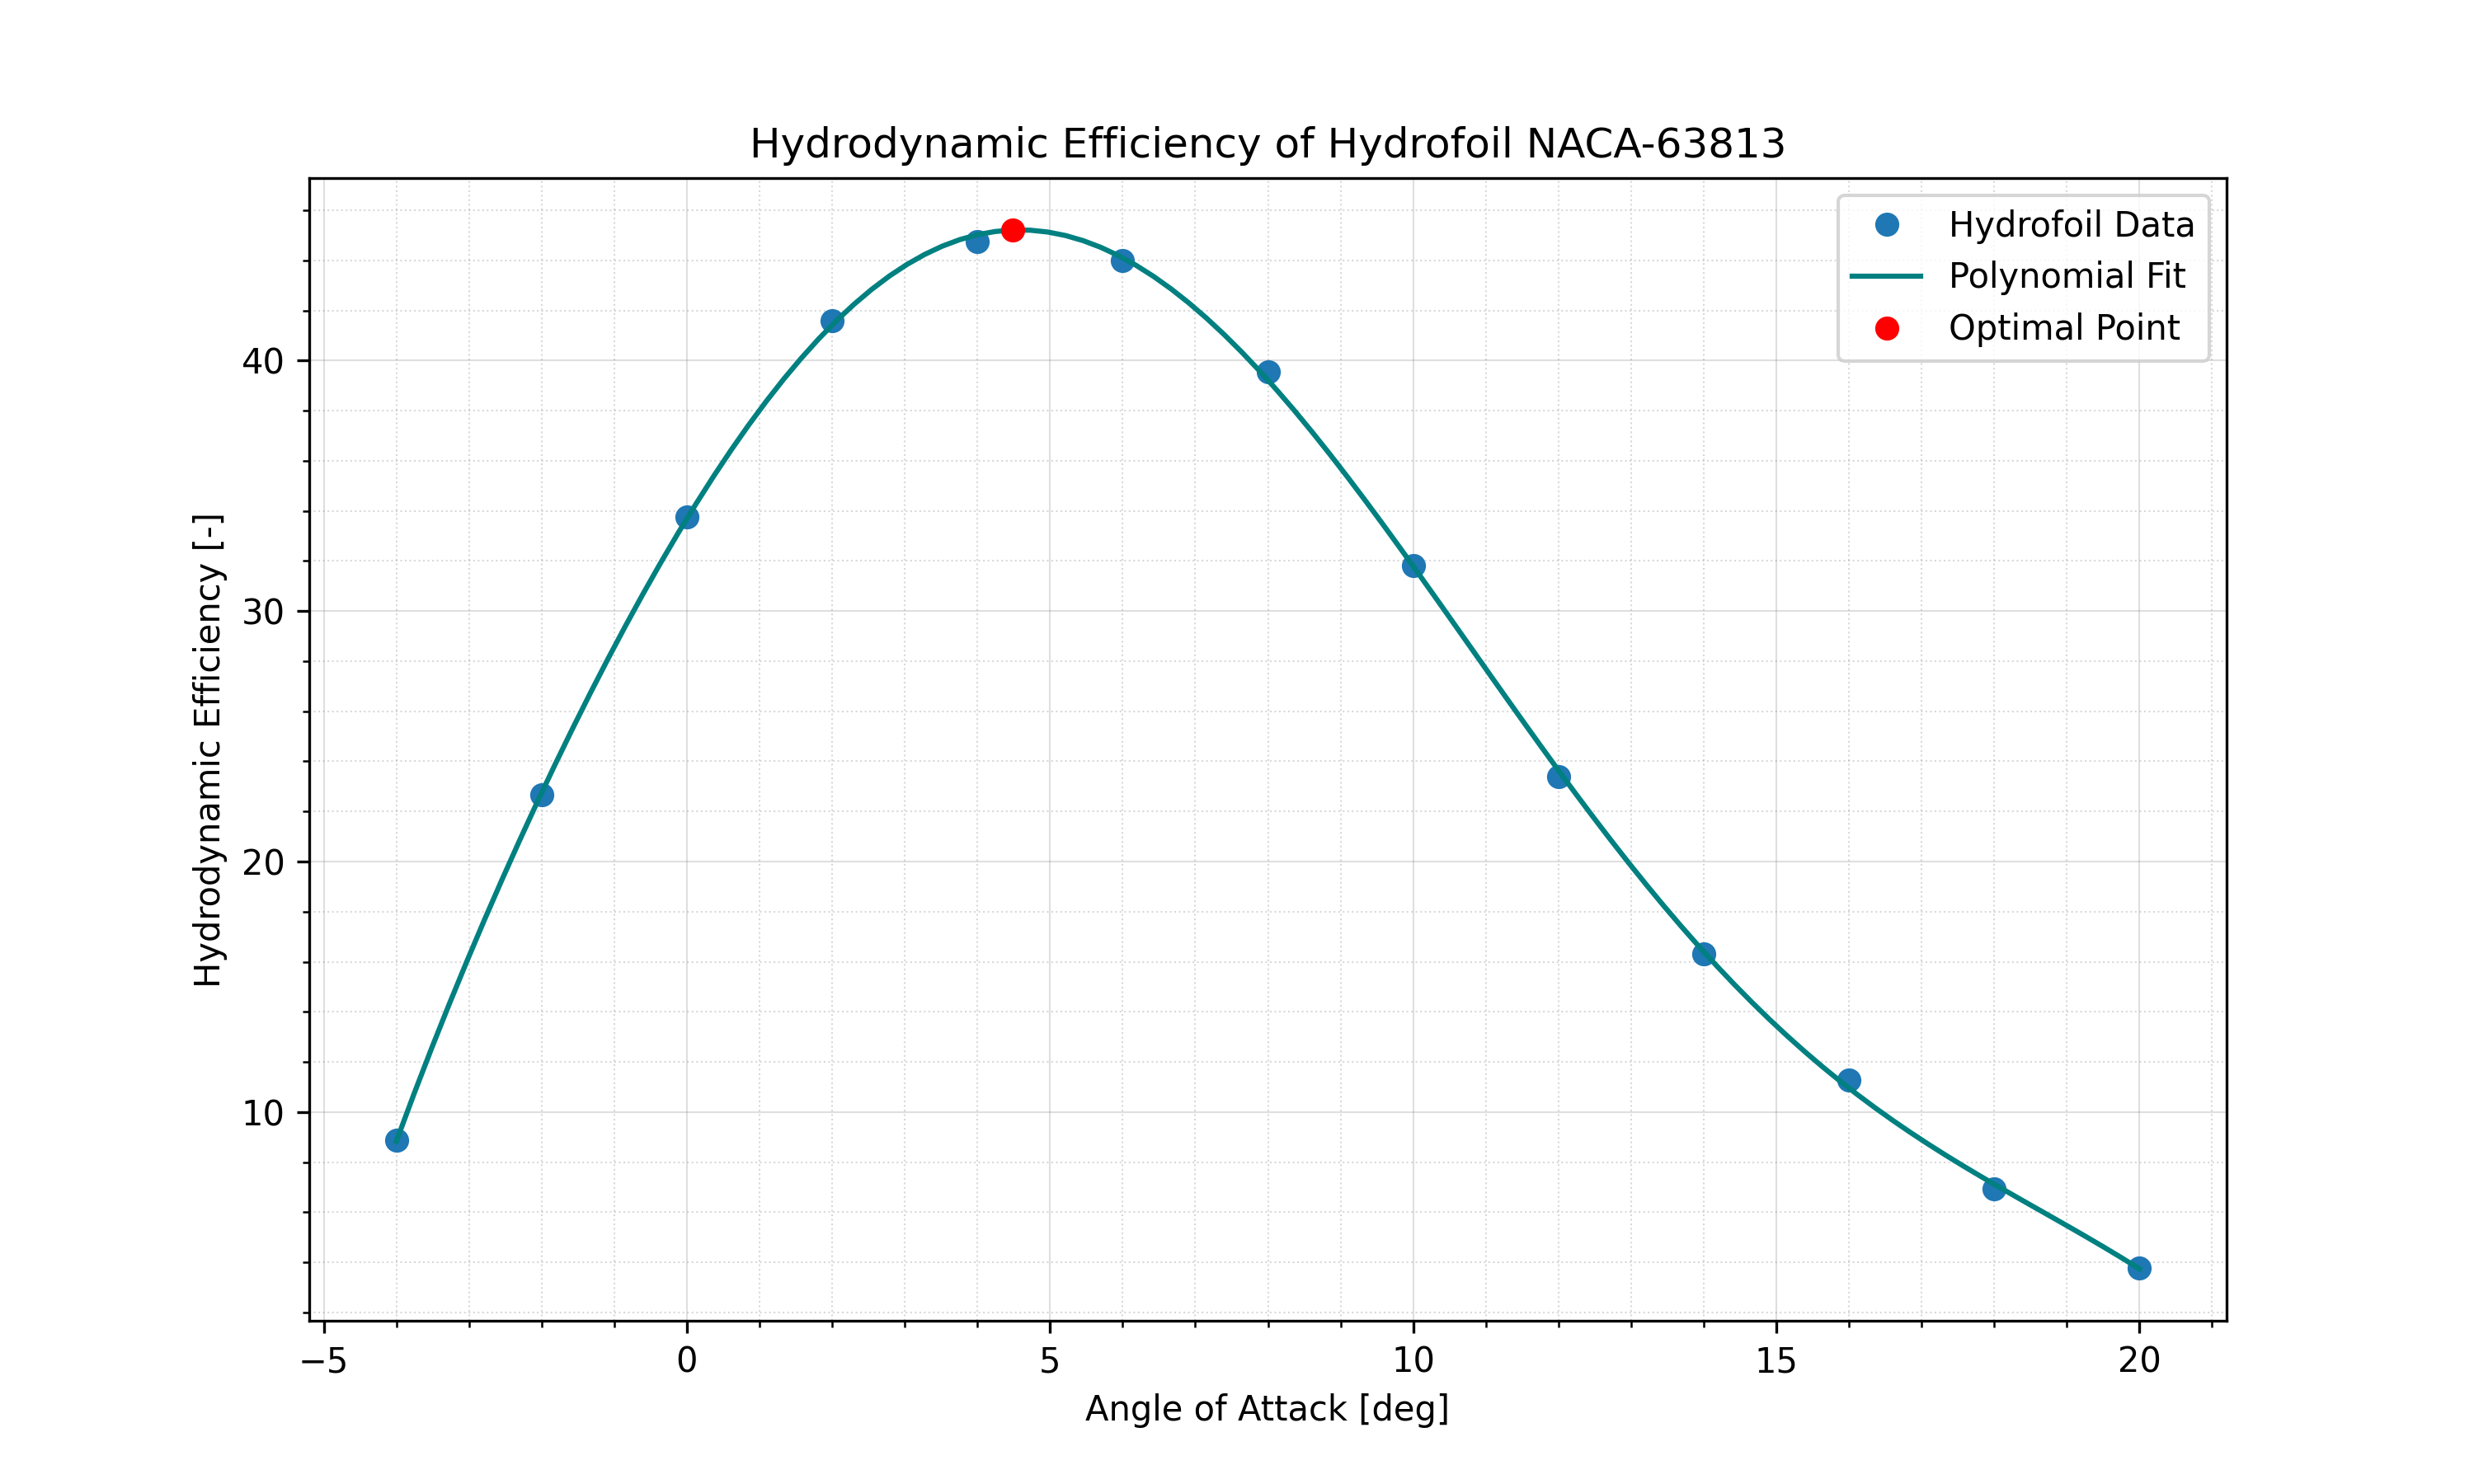 Hydrodynamic Efficiency of Hydrofoil NACA-63813
Hydrofoil Data
Polynomial Fit
Optimal Point
Hydrodynamic Efficiency [-]
40
30
20
10
−5 0 5 10 15 20
Angle of Attack [deg]